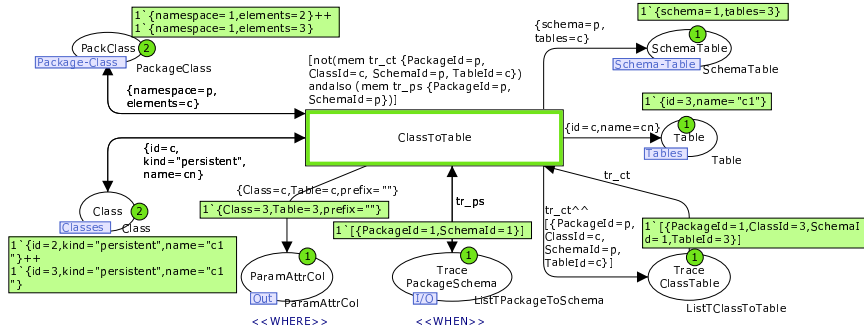 1`{namespace=1,elements=2}++
1`{namespace=1,elements=3}
PackClass
2
Package-Class
PackageClass
{namespace=p,
elements=c}
[not(mem tr_ct {PackageId=p,
ClassId=c, SchemaId=p, TableId=c})
andalso (mem tr_ps {PackageId=p,
SchemaId=p})]
{schema=p,
tables=c}
1`{schema=1,tables=3}
1
SchemaTable
Schema-Table
SchemaTable
1`{id=3,name="c1"}
ClassToTable
{id=c,name=cn}
1
Table
Tables
Table
{id=c,
kind="persistent",
name=cn}
Class
2
Classes
Class
1`{id=2,kind="persistent",name="c1
"}++
1`{id=3,kind="persistent",name="c1
"}
{Class=c,Table=c,prefix=""}
1`{Class=3,Table=3,prefix=""}
1
ParamAttrCol
Out
ParamAttrCol
<<WHERE>>
tr_ps
1`[{PackageId=1,SchemaId=1}]
1
Trace
PackageSchema
I/O
ListTPackageToSchema
<<WHEN>>
tr_ct^^
[{PackageId=p,
ClassId=c,
SchemaId=p,
TableId=c}]
tr_ct
1`[{PackageId=1,ClassId=3,SchemaI
d=1,TableId=3}]
1
Trace
ClassTable
ListTClassToTable